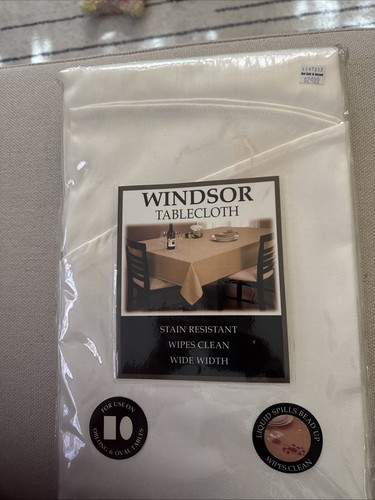 WINDSOR
TABLECLOTH
STAIN RESISTANT
WIPES CLEAN
WIDE WIDTH
FOR USE ON
OBLONG & OVAL TABLES
LIQUID SPILLS BEAD UP
WIPES CLEAN